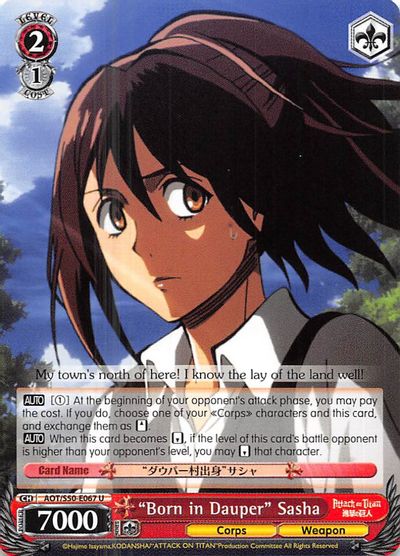 LEVEL
2
1
COST
My town's north of here! I know the lay of the land well!
AUTO [①] At the beginning of your opponent's attack phase, you may pay
the cost. If you do, choose one of your «Corps» characters and this card,
and exchange them as [⬆]
AUTO When this card becomes [⬇], if the level of this card's battle opponent
is higher than your opponent's level, you may [⬇] that character.
Card Name
"ダウパー村出身"サシャ
CH AOT/S50-E067 U
POWER
7000
SOUL
"Born in Dauper" Sasha
Attack on Titan
進撃の巨人
Corps
Weapon
©Hajime Isayama,KODANSHA/"ATTACK ON TITAN"Production Committee.All Rights Reserved.